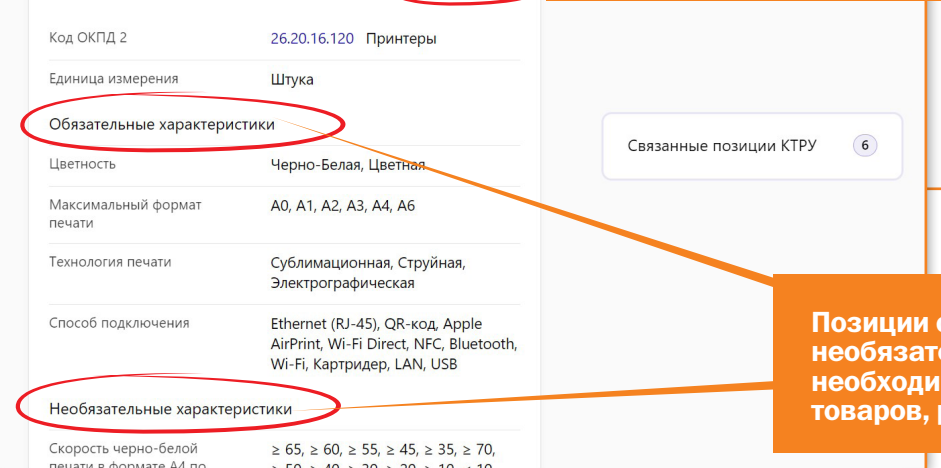 Код ОКПД 2 26.20.16.120 Принтеры
Единица измерения Штука
Обязательные характеристики
Цветность Черно-Белая, Цветная
Максимальный формат печати A0, A1, A2, A3, A4, A6
Технология печати Сублимационная, Струйная,
Электрографическая
Способ подключения Ethernet (RJ-45), QR-код, Apple
AirPrint, Wi-Fi Direct, NFC, Bluetooth,
Wi-Fi, Картридер, LAN, USB
Необязательные характеристики
Скорость черно-белой ≥ 65, ≥ 60, ≥ 55, ≥ 45, ≥ 35, ≥ 70,
печати в формате А4 по
Связанные позиции КТРУ 6
Позиции
необязат
необходи
товаров,